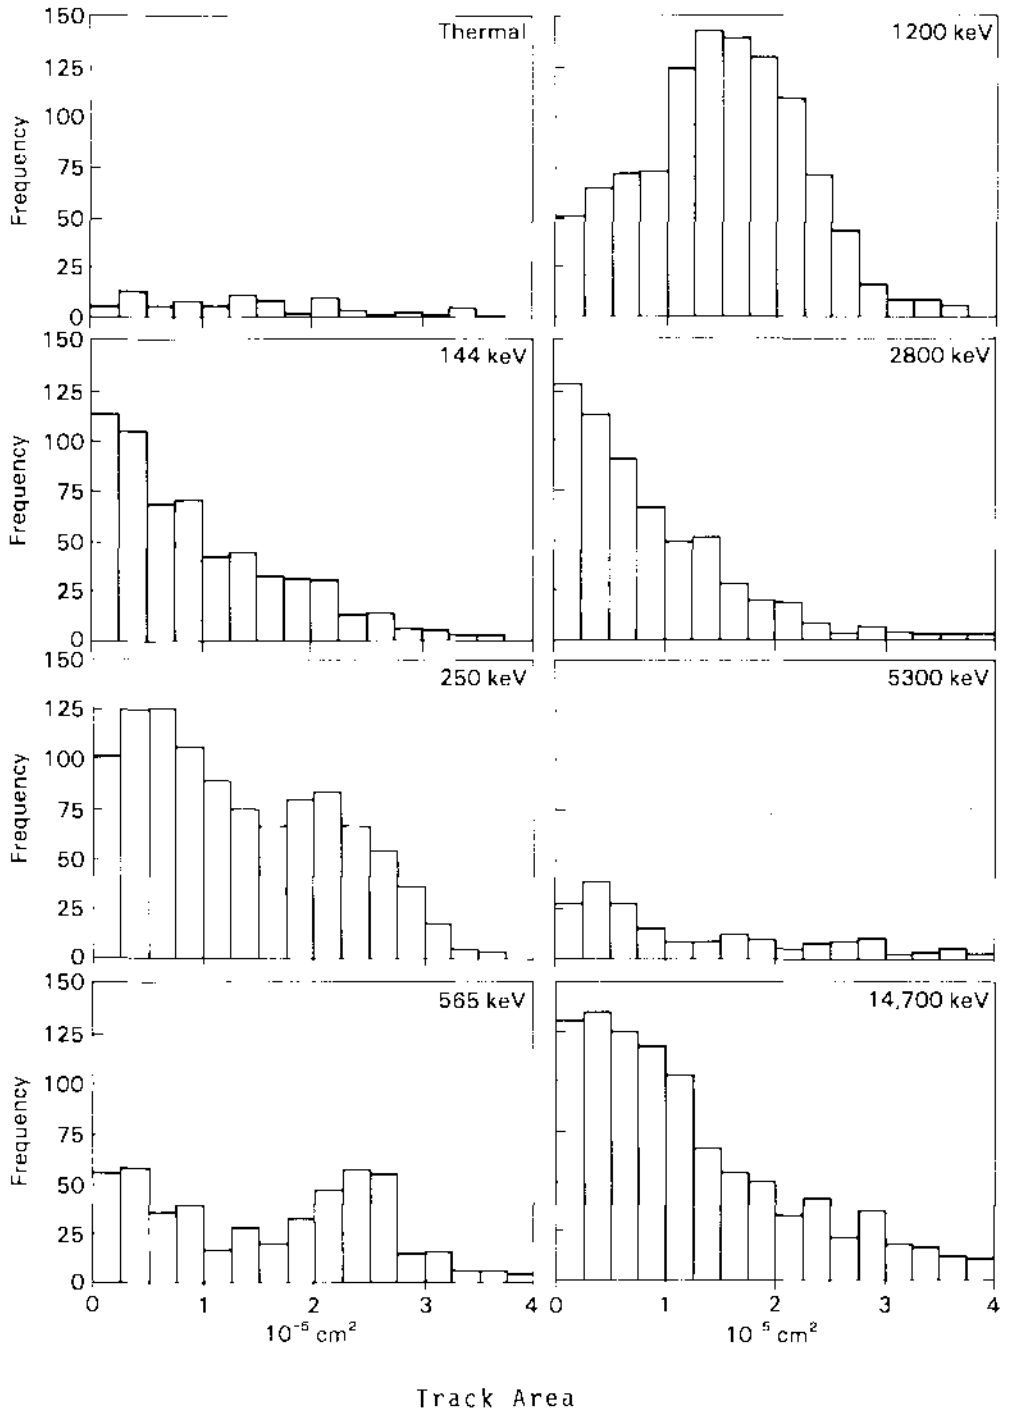 150
125
100
75
50
25
0
Frequency
Thermal
1200 keV
150
125
100
75
50
25
0
Frequency
144 keV
2800 keV
150
125
100
75
50
25
0
Frequency
250 keV
5300 keV
150
125
100
75
50
25
0
Frequency
565 keV
14,700 keV
0 1 2 3 4
0 1 2 3 4
10⁻⁵ cm²
10 ⁵ cm²
Track Area